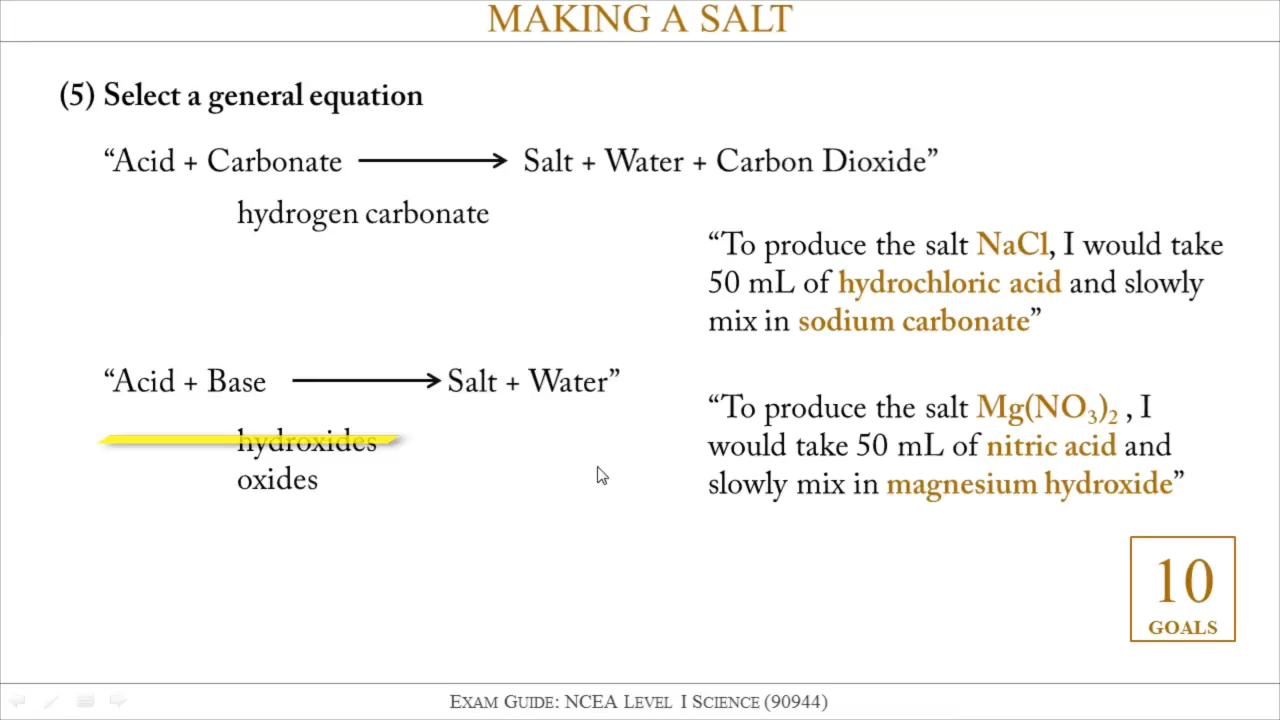 MAKING A SALT
(5) Select a general equation
“Acid + Carbonate ⟶ Salt + Water + Carbon Dioxide”
hydrogen carbonate
“To produce the salt NaCl, I would take
50 mL of hydrochloric acid and slowly
mix in sodium carbonate”
“Acid + Base ⟶ Salt + Water”
hydroxides
oxides
“To produce the salt Mg(NO₃)₂ , I
would take 50 mL of nitric acid and
slowly mix in magnesium hydroxide”
10
GOALS
EXAM GUIDE: NCEA LEVEL I SCIENCE (90944)